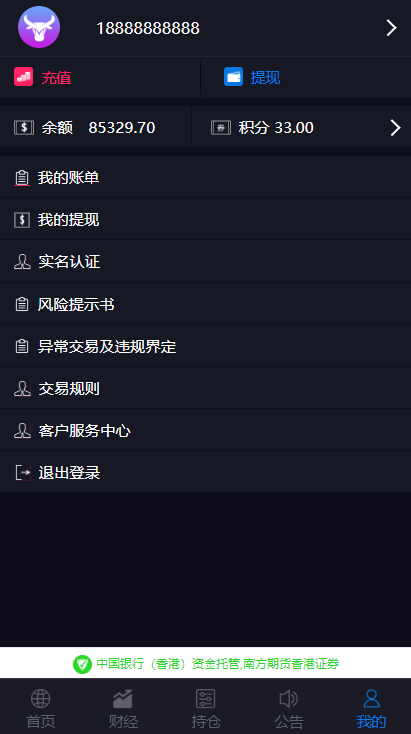 18888888888
充值 提现
余额 85329.70 积分 33.00
我的账单
我的提现
实名认证
风险提示书
异常交易及违规界定
交易规则
客户服务中心
退出登录
中国银行（香港）资金托管,南方期货香港证券
首页 财经 持仓 公告 我的